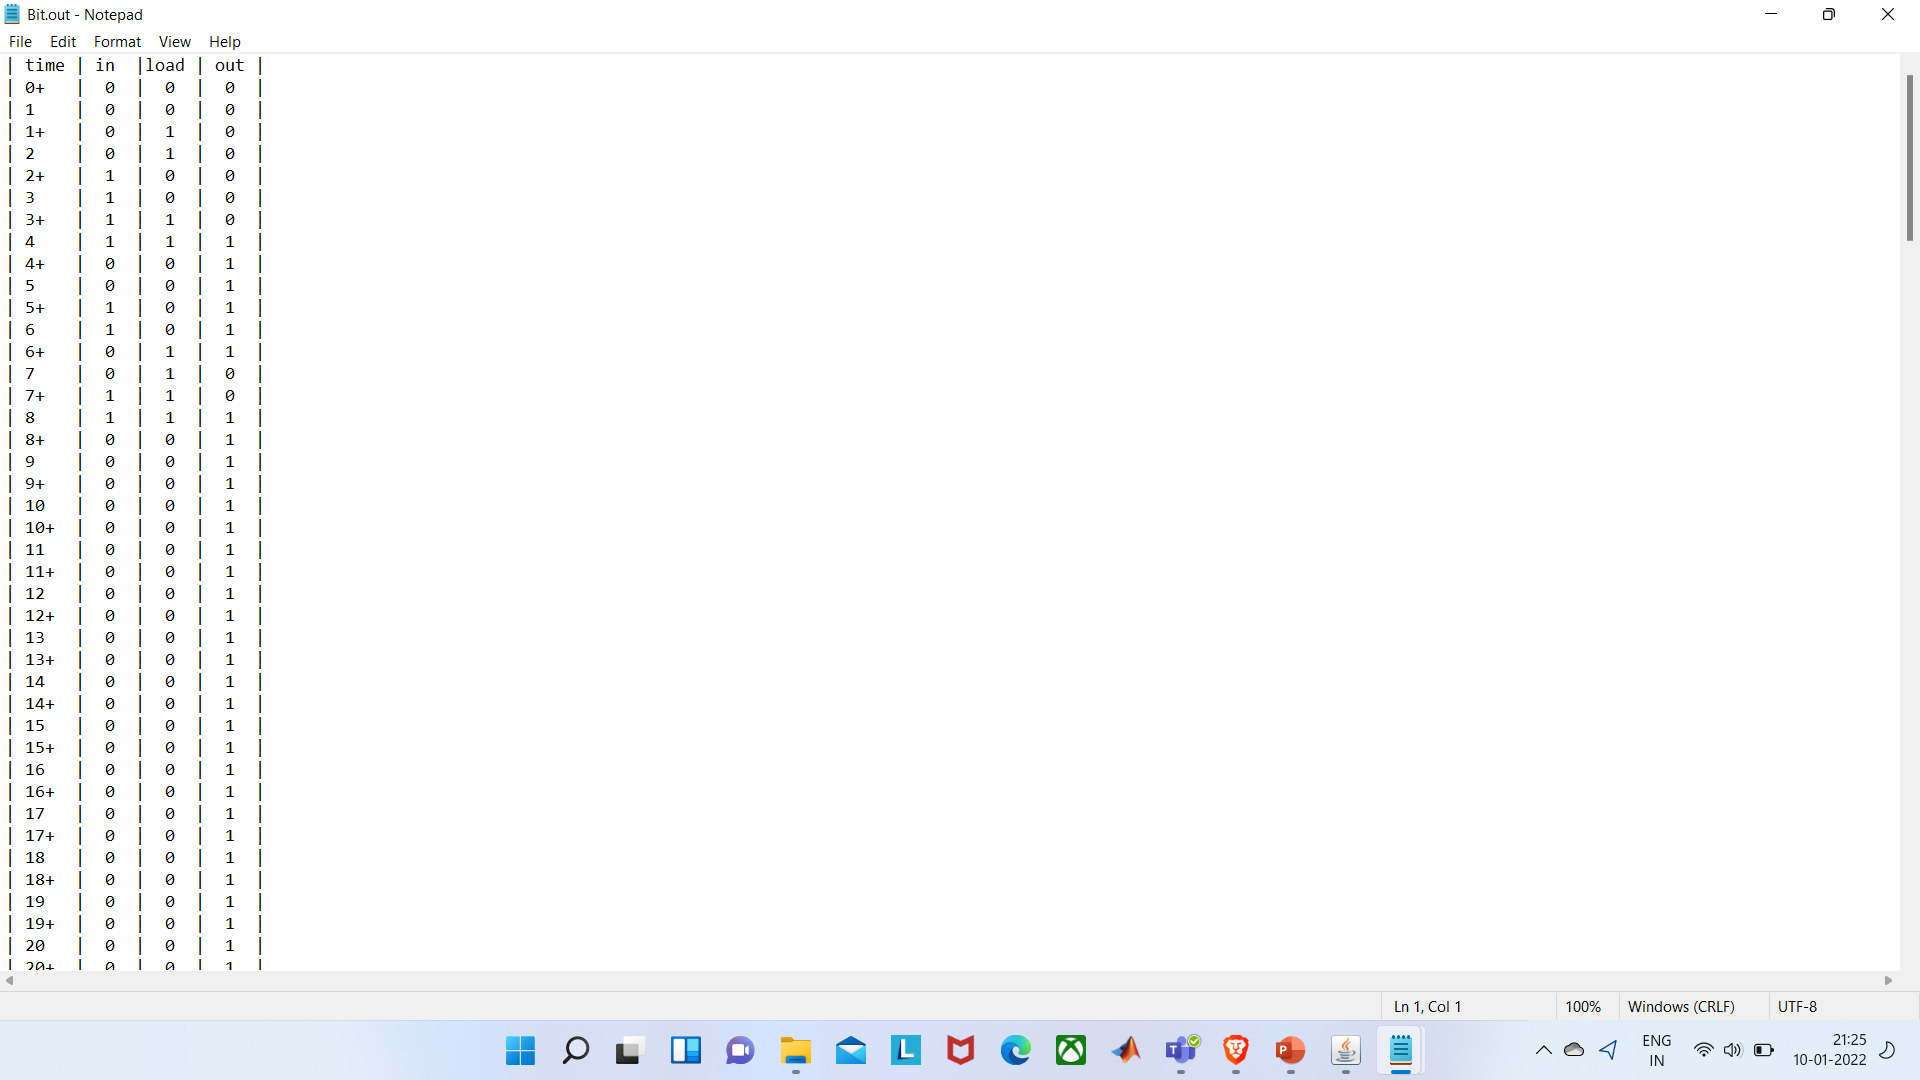 Bit.out - Notepad
File Edit Format View Help
| time | in |load | out |
| 0+ | 0 | 0 | 0 |
| 1 | 0 | 0 | 0 |
| 1+ | 0 | 1 | 0 |
| 2 | 0 | 1 | 0 |
| 2+ | 1 | 0 | 0 |
| 3 | 1 | 0 | 0 |
| 3+ | 1 | 1 | 0 |
| 4 | 1 | 1 | 1 |
| 4+ | 0 | 0 | 1 |
| 5 | 0 | 0 | 1 |
| 5+ | 1 | 0 | 1 |
| 6 | 1 | 0 | 1 |
| 6+ | 0 | 1 | 1 |
| 7 | 0 | 1 | 0 |
| 7+ | 1 | 1 | 0 |
| 8 | 1 | 1 | 1 |
| 8+ | 0 | 0 | 1 |
| 9 | 0 | 0 | 1 |
| 9+ | 0 | 0 | 1 |
| 10 | 0 | 0 | 1 |
| 10+ | 0 | 0 | 1 |
| 11 | 0 | 0 | 1 |
| 11+ | 0 | 0 | 1 |
| 12 | 0 | 0 | 1 |
| 12+ | 0 | 0 | 1 |
| 13 | 0 | 0 | 1 |
| 13+ | 0 | 0 | 1 |
| 14 | 0 | 0 | 1 |
| 14+ | 0 | 0 | 1 |
| 15 | 0 | 0 | 1 |
| 15+ | 0 | 0 | 1 |
| 16 | 0 | 0 | 1 |
| 16+ | 0 | 0 | 1 |
| 17 | 0 | 0 | 1 |
| 17+ | 0 | 0 | 1 |
| 18 | 0 | 0 | 1 |
| 18+ | 0 | 0 | 1 |
| 19 | 0 | 0 | 1 |
| 19+ | 0 | 0 | 1 |
| 20 | 0 | 0 | 1 |
| 20+ | 0 | 0 | 1 |
Ln 1, Col 1 100% Windows (CRLF) UTF-8
L
T
P
ENG
IN
21:25
10-01-2022